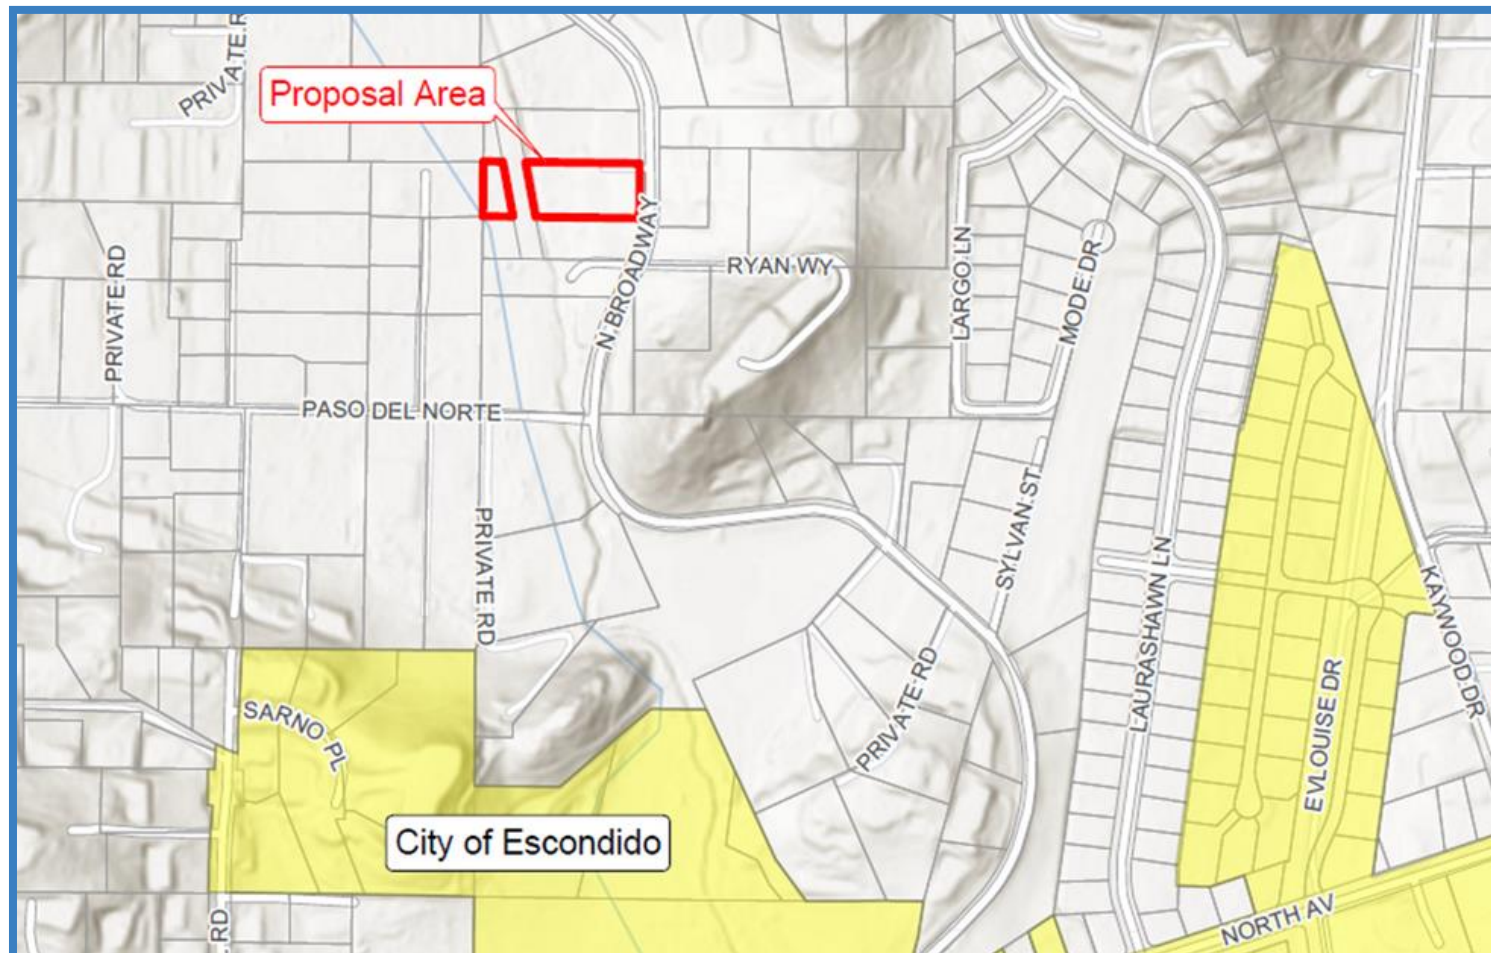 PRIVATE R
Proposal Area
RYAN WY
N BROADWAY
LARGO LN
MODE DR
PRIVATE RD
PASO DEL NORTE
PRIVATE RD
SYLVAN ST
LAURASHAWN LN
KAYWOOD DR
PRIVATE RD
EVLOUISE DR
SARNO PL
City of Escondido
RD
NORTH AV